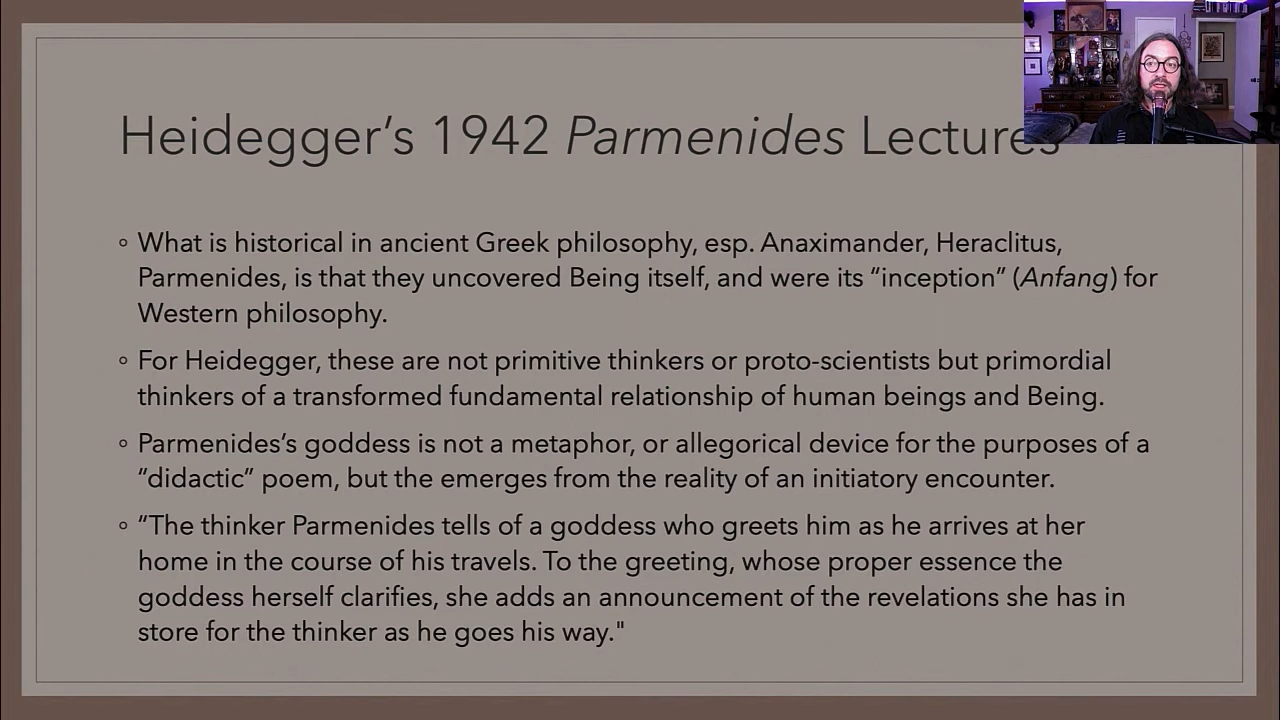 Heidegger’s 1942 Parmenides Lectures
◦ What is historical in ancient Greek philosophy, esp. Anaximander, Heraclitus,
Parmenides, is that they uncovered Being itself, and were its “inception” (Anfang) for
Western philosophy.
◦ For Heidegger, these are not primitive thinkers or proto-scientists but primordial
thinkers of a transformed fundamental relationship of human beings and Being.
◦ Parmenides’s goddess is not a metaphor, or allegorical device for the purposes of a
“didactic” poem, but the emerges from the reality of an initiatory encounter.
◦ “The thinker Parmenides tells of a goddess who greets him as he arrives at her
home in the course of his travels. To the greeting, whose proper essence the
goddess herself clarifies, she adds an announcement of the revelations she has in
store for the thinker as he goes his way."